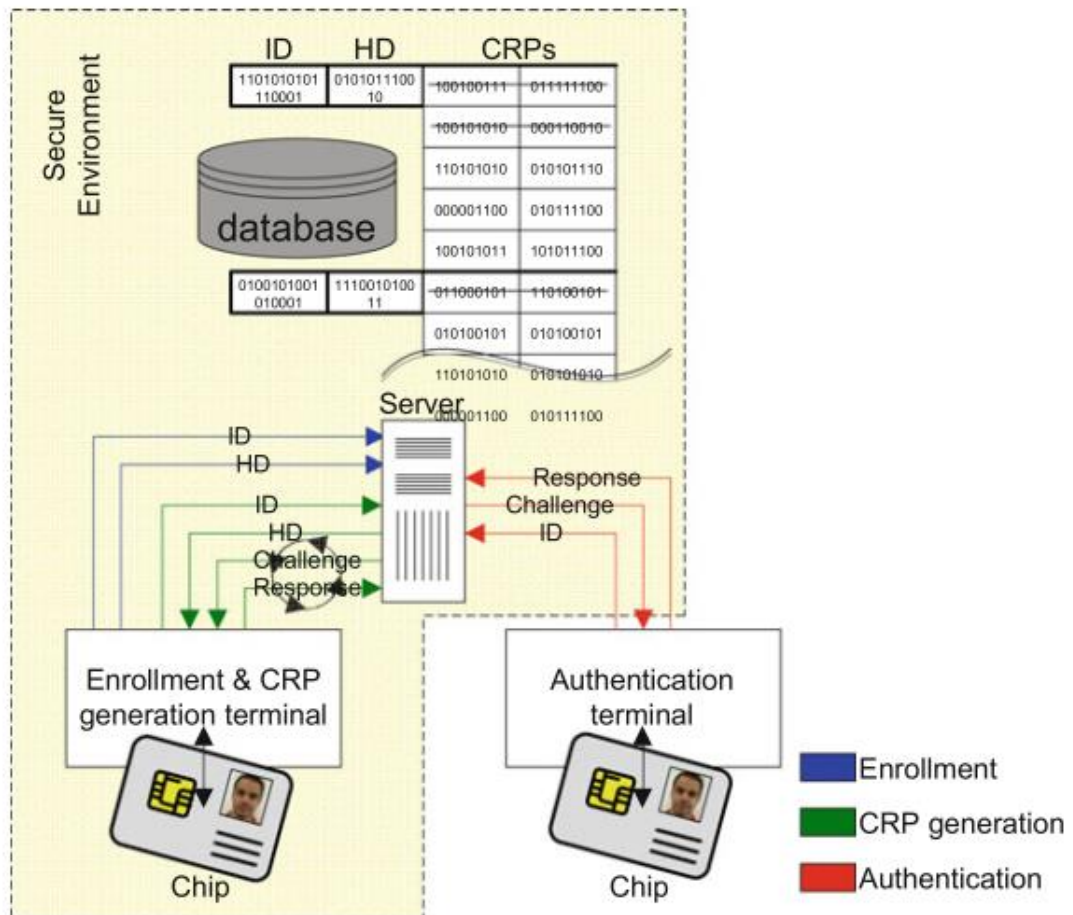 Secure
Environment
ID HD CRPs
1101010101
110001
0101011100
10
100100111 011111100
100101010 000110010
110101010 010101110
000001100 010111100
100101011 101011100
database
0100101001
010001
1110010100
11
011000101 110100101
010100101 010100101
110101010 010101010
000001100 010111100
Server
ID
HD
ID
HD
Challenge
Response
Response
Challenge
ID
Enrollment & CRP
generation terminal
Authentication
terminal
Chip
Chip
Enrollment
CRP generation
Authentication